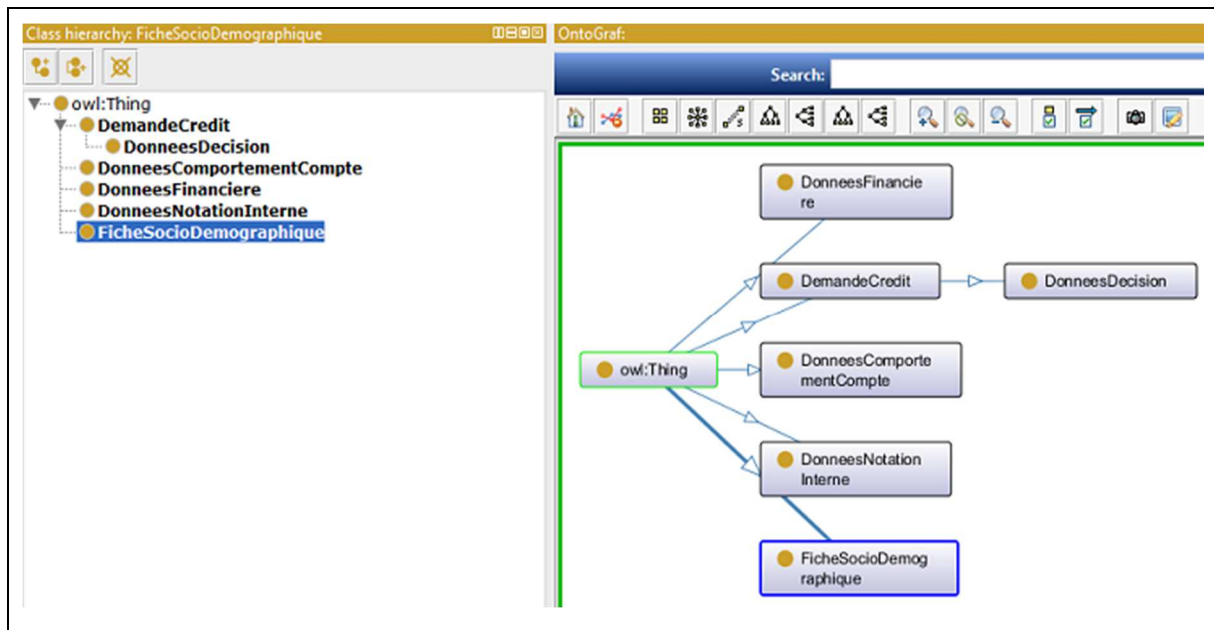 Class hierarchy: FicheSocioDemographique
owl:Thing
DemandeCredit
DonneesDecision
DonneesComportementCompte
DonneesFinanciere
DonneesNotationInterne
FicheSocioDemographique
OntoGraf:
Search:
DonneesFinancie
re
DemandeCredit
DonneesDecision
owl:Thing
DonneesComporte
mentCompte
DonneesNotation
Interne
FicheSocioDemog
raphique